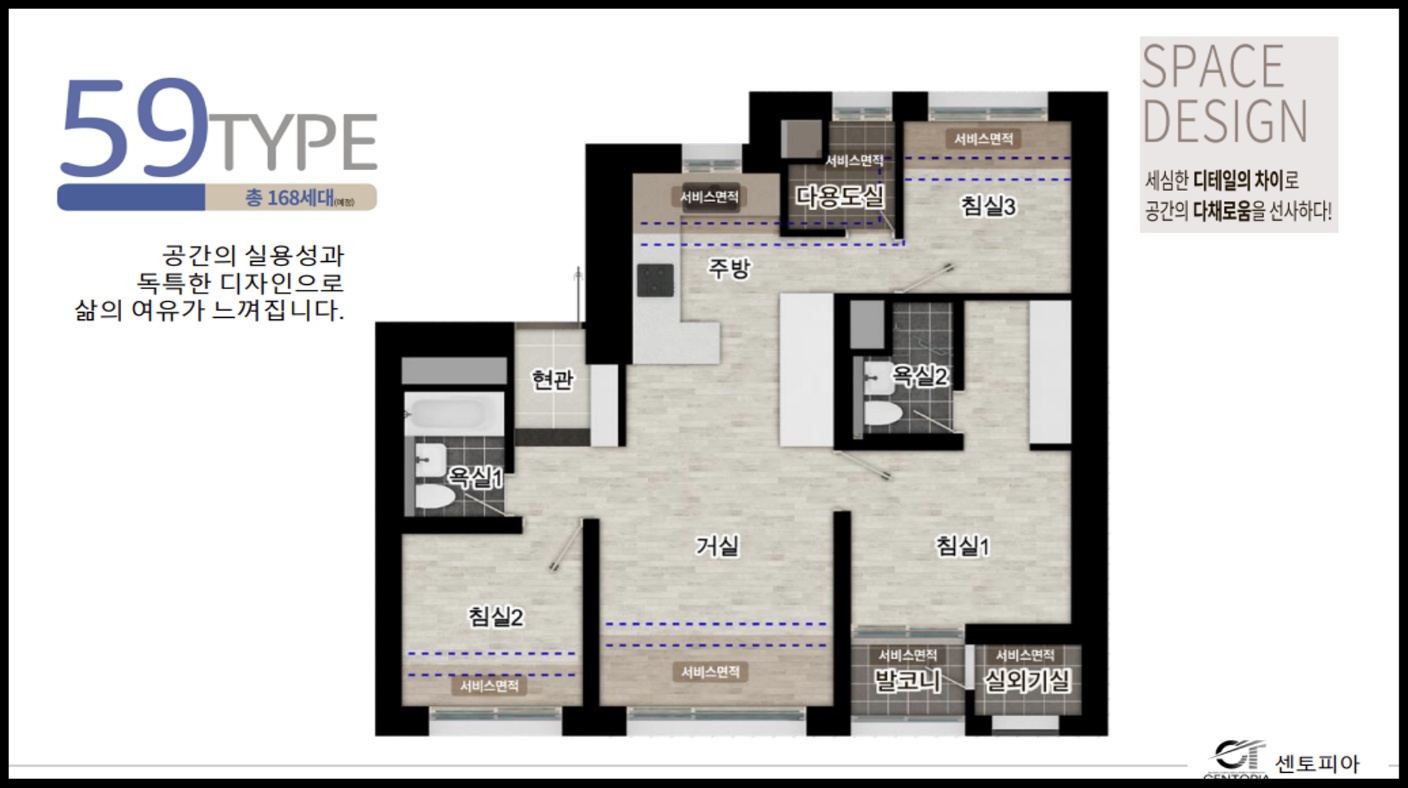 59TYPE
총 168세대(예정)
공간의 실용성과
독특한 디자인으로
삶의 여유가 느껴집니다.
SPACE
DESIGN
세심한 디테일의 차이로
공간의 다채로움을 선사하다!
서비스면적
서비스면적
서비스면적
다용도실
침실3
주방
현관
욕실2
욕실1
거실
침실1
침실2
서비스면적
서비스면적
서비스면적
발코니
서비스면적
실외기실
CT
CENTOPIA
센토피아